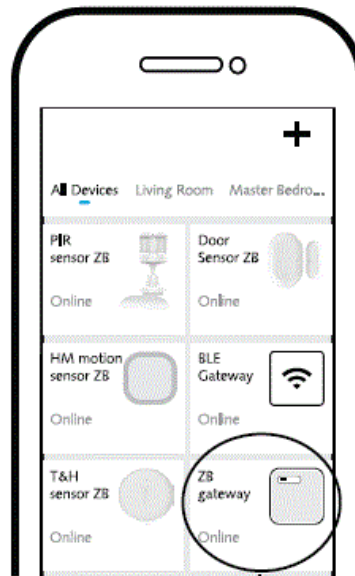 +
All Devices Living Room Master Bedro...
PIR
sensor ZB
Online
Door
Sensor ZB
Online
HM motion
sensor ZB
Online
BLE
Gateway
Online
T&H
sensor ZB
Online
ZB
gateway
Online